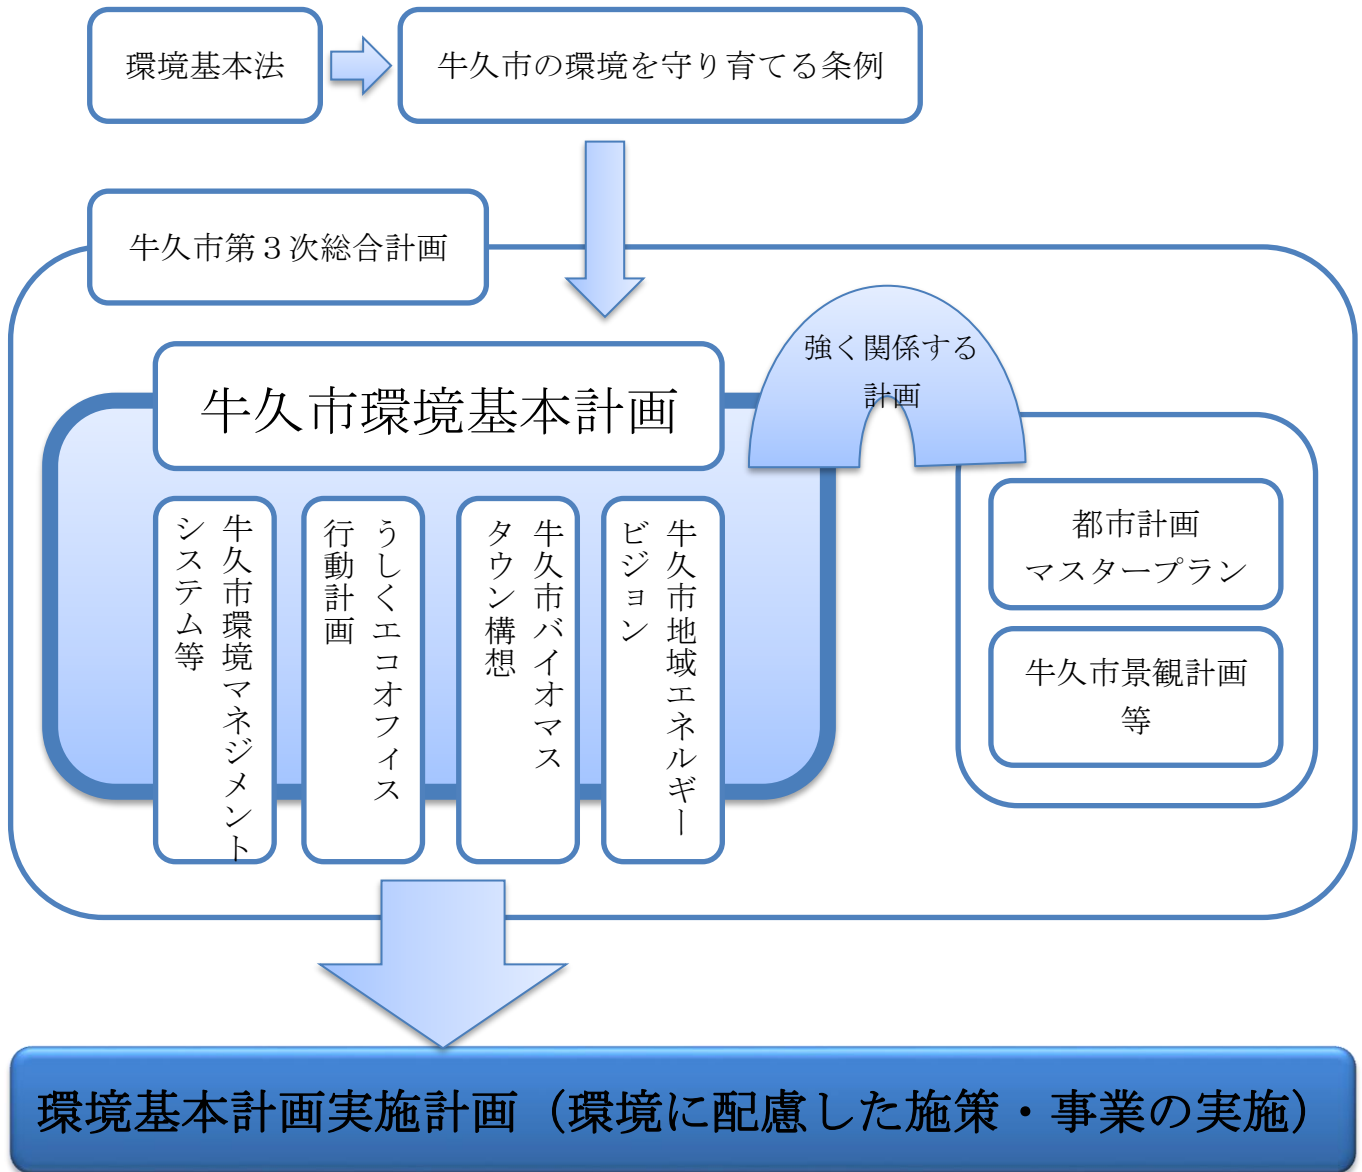 環境基本法
牛久市の環境を守り育てる条例
牛久市第３次総合計画
強く関係する
計画
牛久市環境基本計画
牛久市環境マネジメント
システム等
うしくエコオフィス
行動計画
牛久市バイオマス
タウン構想
牛久市地域エネルギー
ビジョン
都市計画
マスタープラン
牛久市景観計画
等
環境基本計画実施計画（環境に配慮した施策・事業の実施）